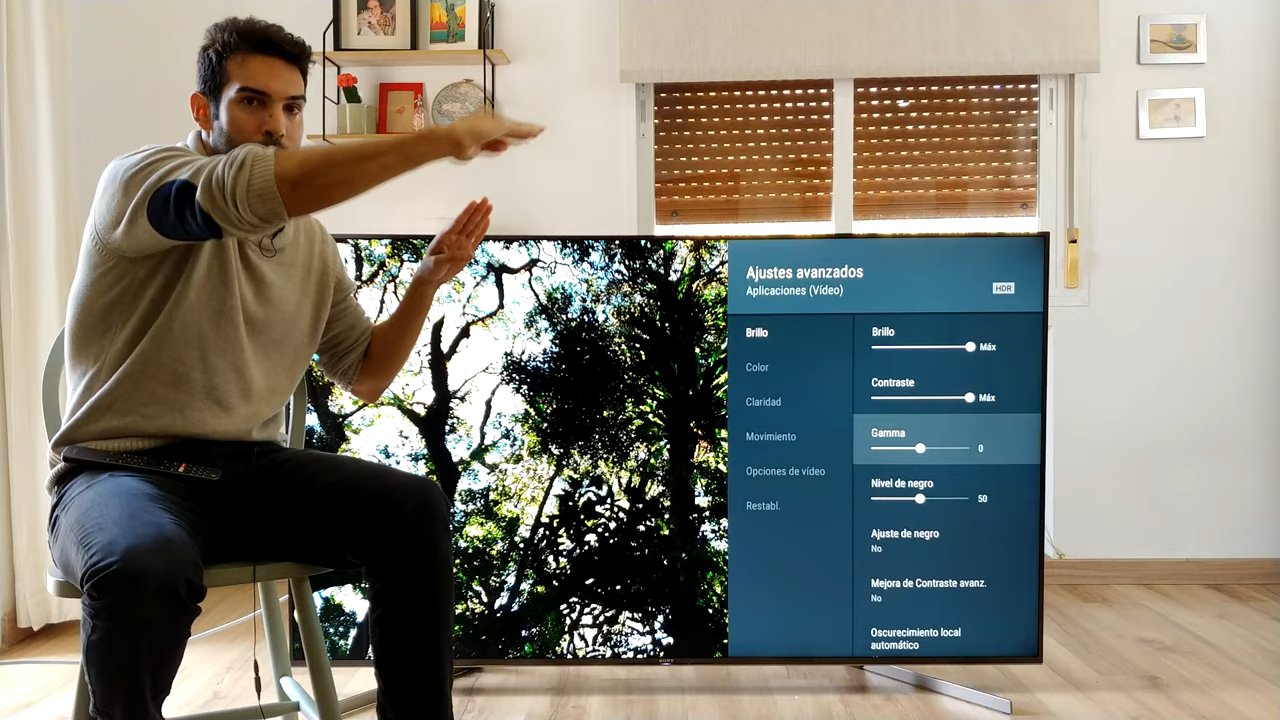 Ajustes avanzados
Aplicaciones (Vídeo)
HDR
Brillo
Color
Claridad
Movimiento
Opciones de vídeo
Restabl.
Brillo
Máx
Contraste
Máx
Gamma
0
Nivel de negro
50
Ajuste de negro
No
Mejora de Contraste avanz.
No
Oscurecimiento local
automático
SONY